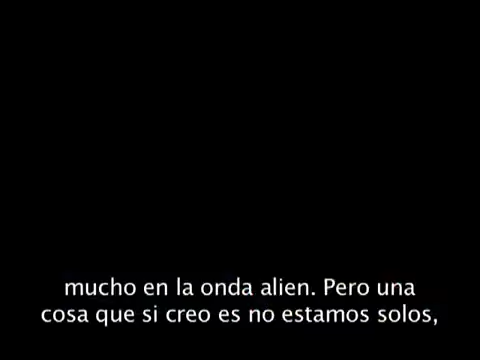 mucho en la onda alien. Pero una
cosa que si creo es no estamos solos,